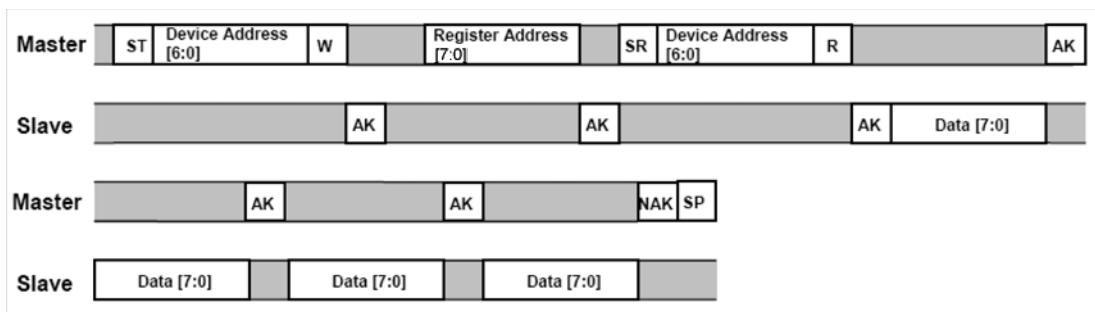 Master ST Device Address [6:0] W Register Address [7:0] SR Device Address [6:0] R AK
Slave AK AK AK Data [7:0]
Master AK AK NAK SP
Slave Data [7:0] Data [7:0] Data [7:0]